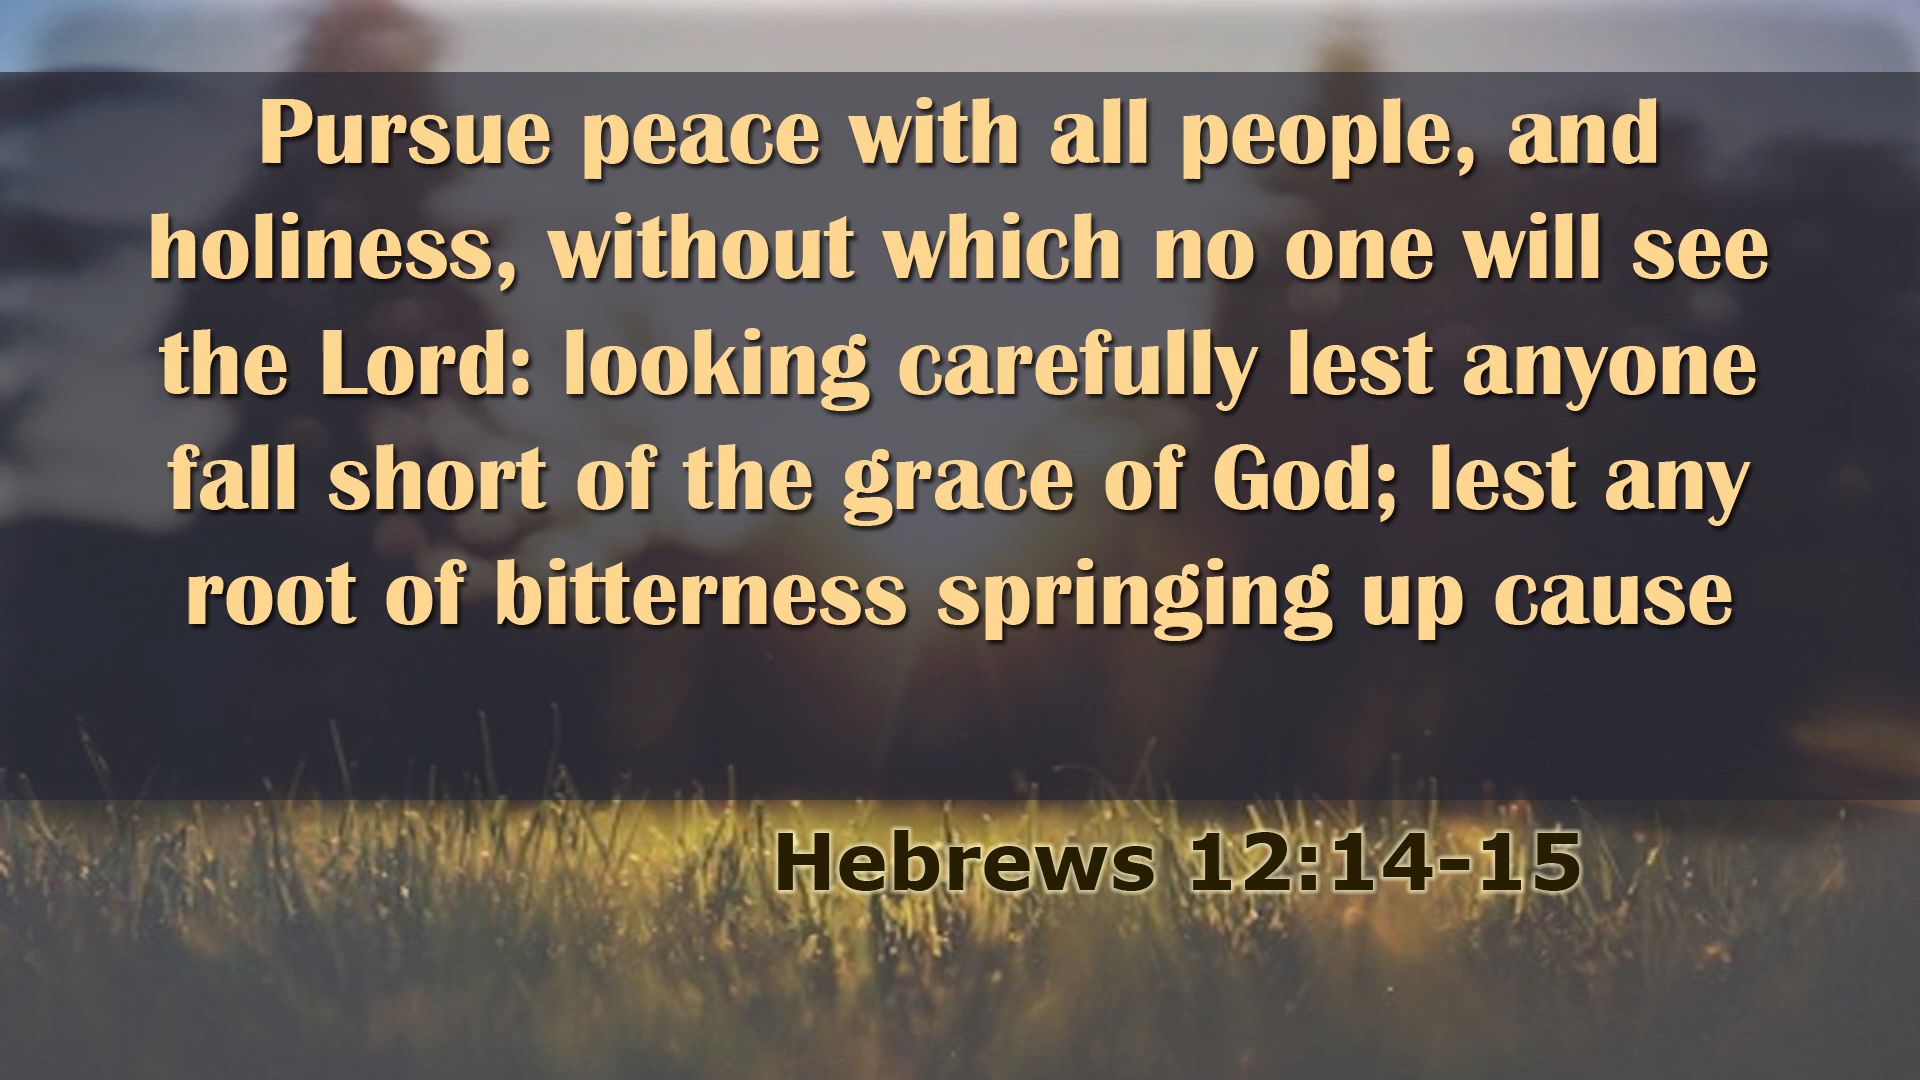 Pursue peace with all people, and
holiness, without which no one will see
the Lord: looking carefully lest anyone
fall short of the grace of God; lest any
root of bitterness springing up cause
Hebrews 12:14-15